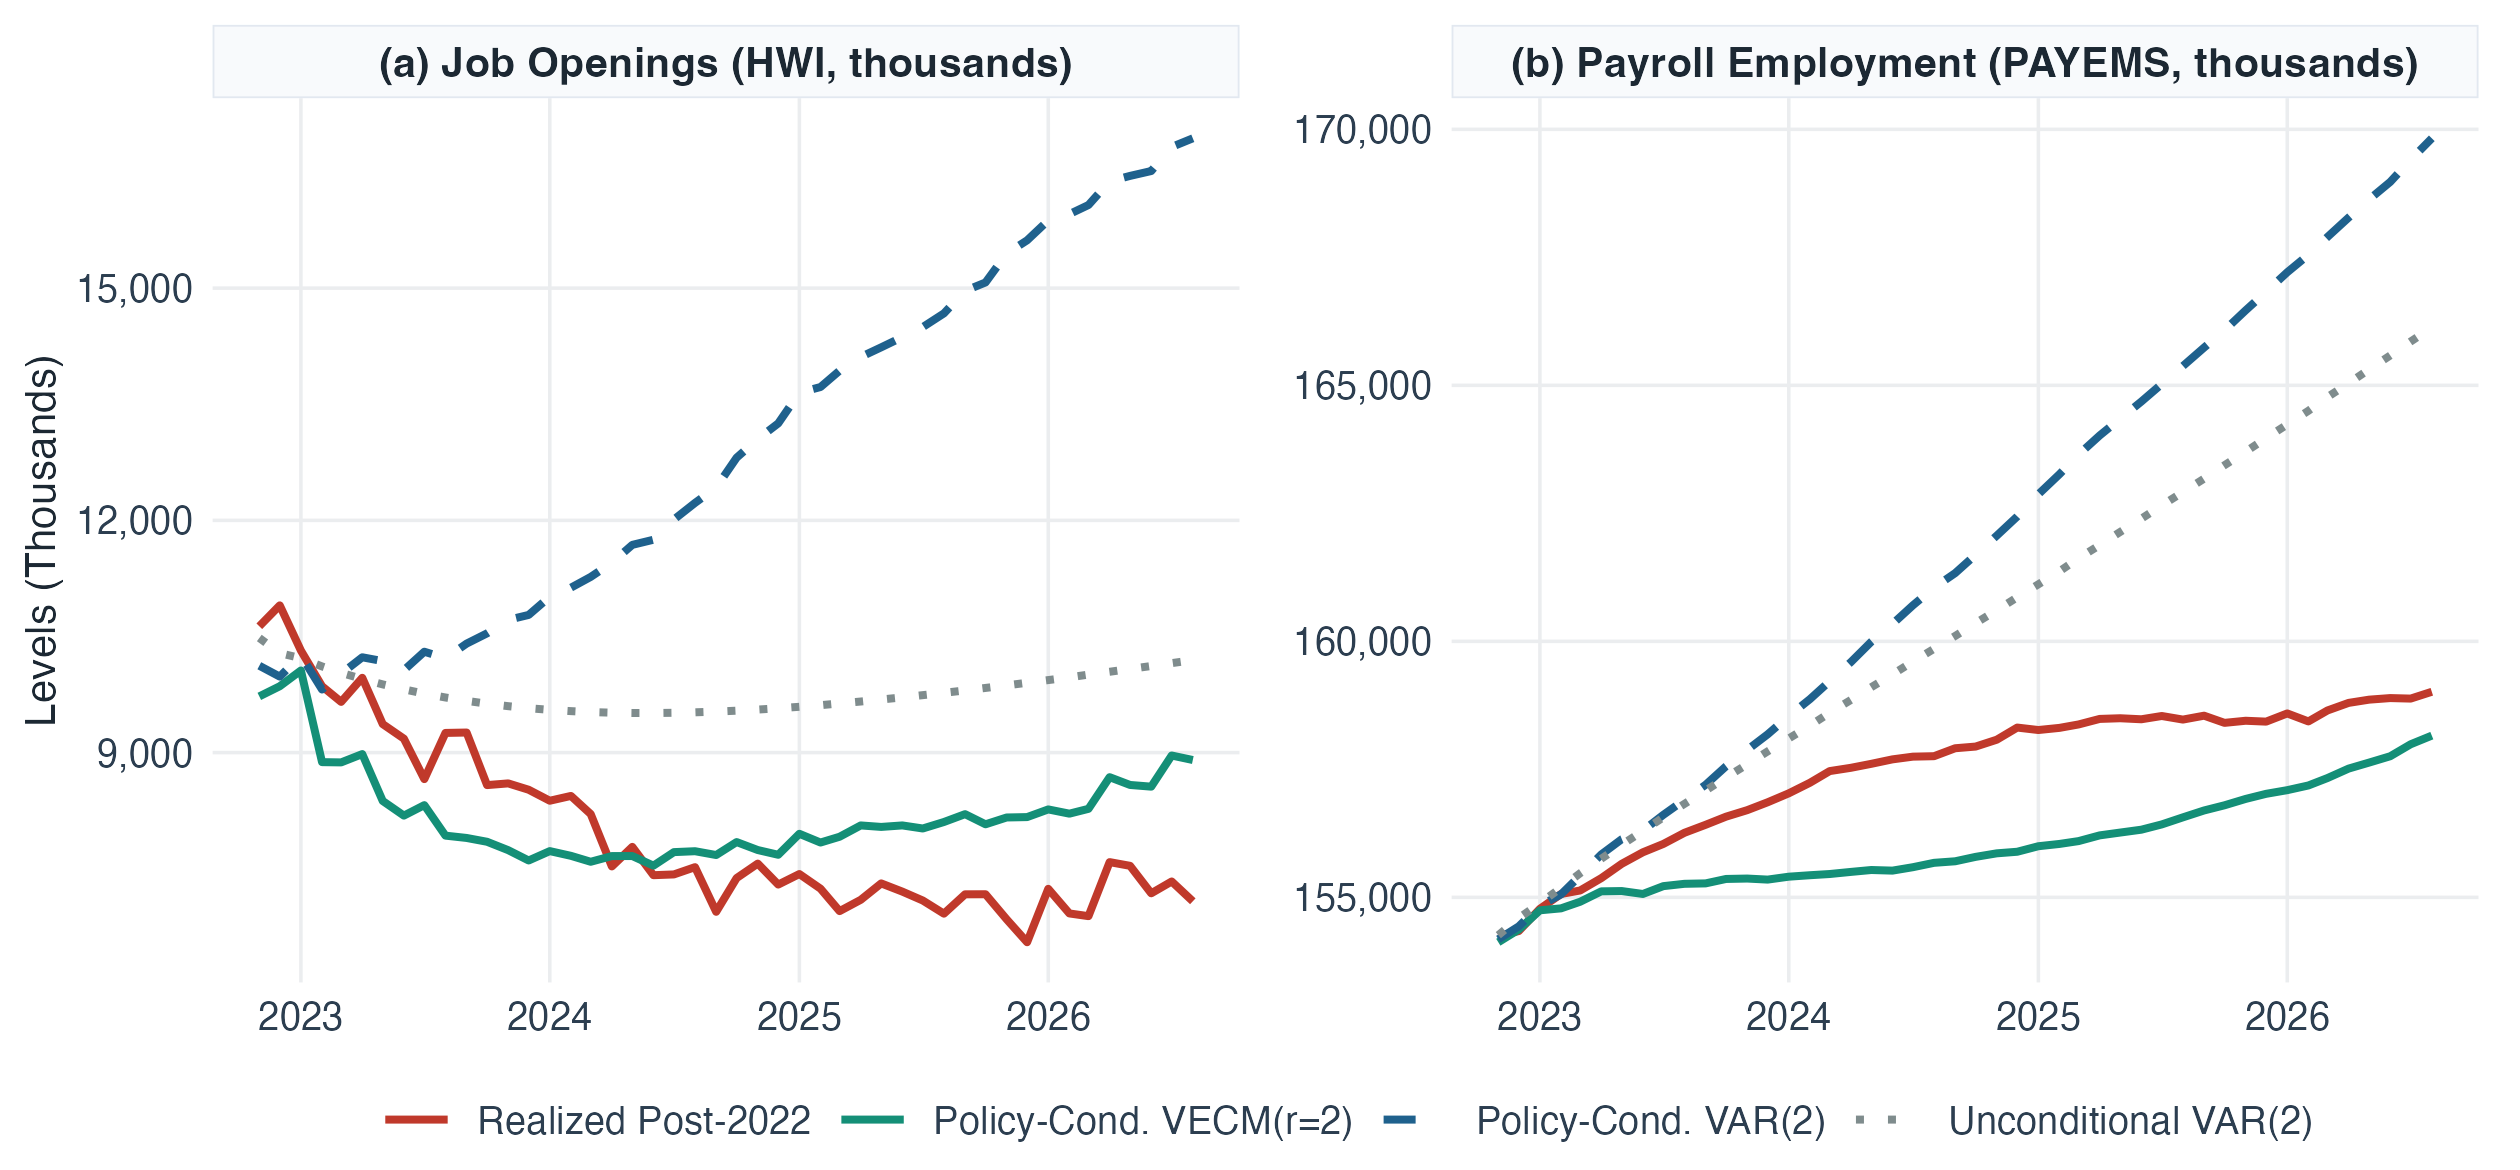 (a) Job Openings (HWI, thousands)
(b) Payroll Employment (PAYEMS, thousands)
Levels (Thousands)
15,000
12,000
9,000
170,000
165,000
160,000
155,000
2023 2024 2025 2026
2023 2024 2025 2026
Realized Post-2022 Policy-Cond. VECM(r=2) Policy-Cond. VAR(2) Unconditional VAR(2)